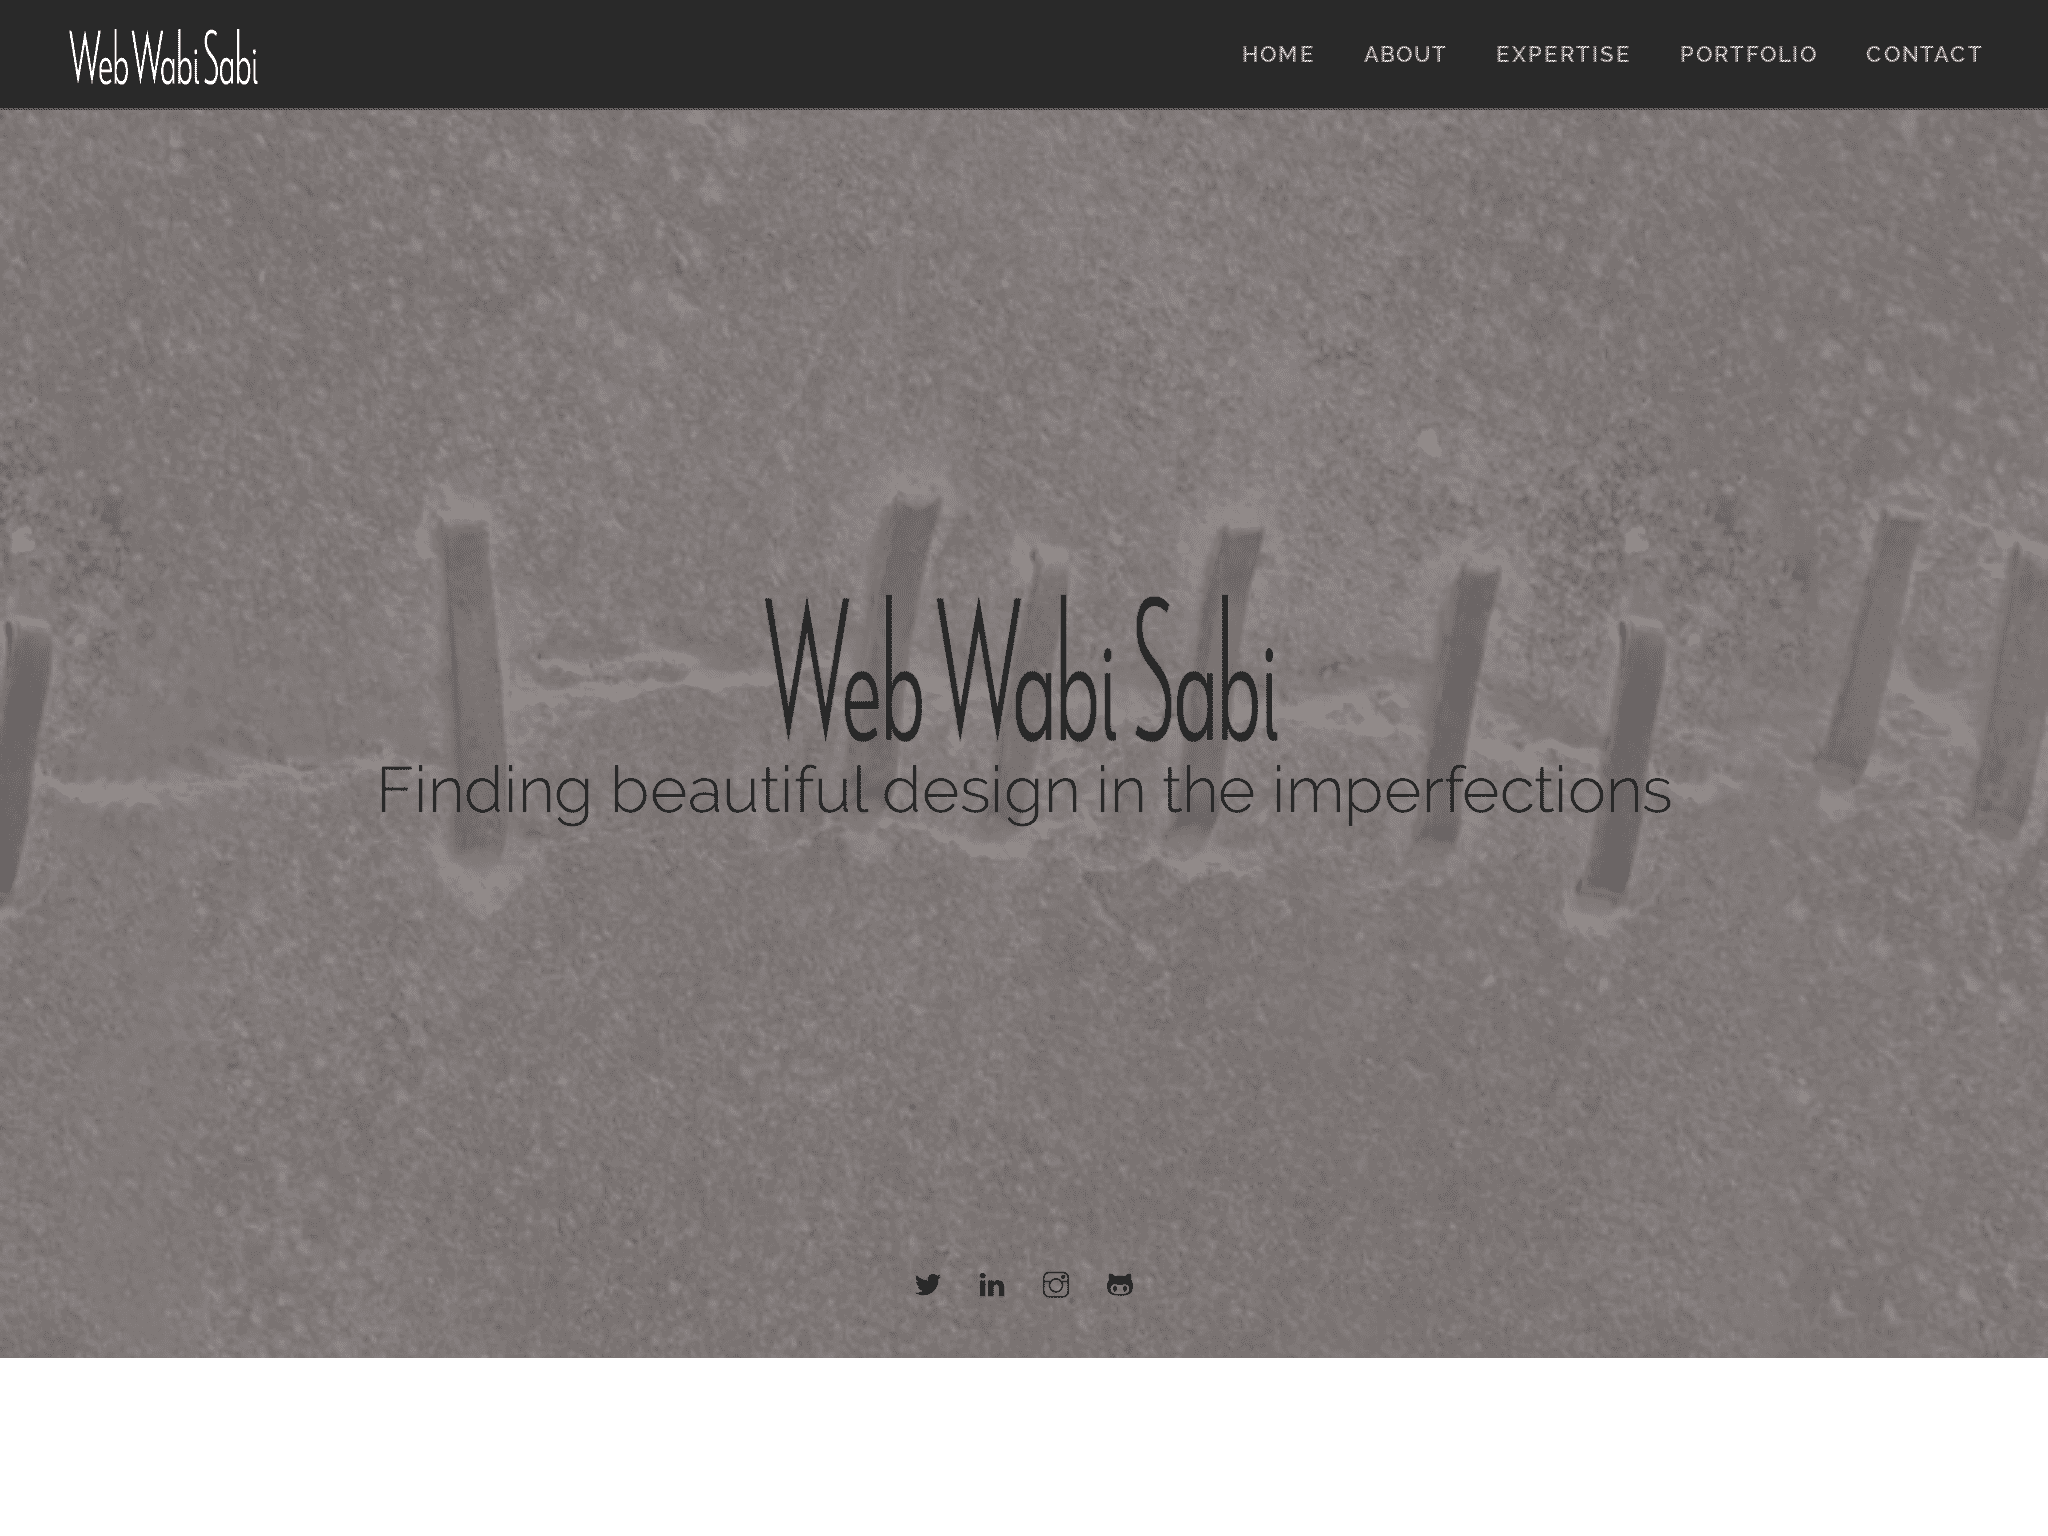 Web Wabi Sabi
HOME ABOUT EXPERTISE PORTFOLIO CONTACT
Web Wabi Sabi
Finding beautiful design in the imperfections